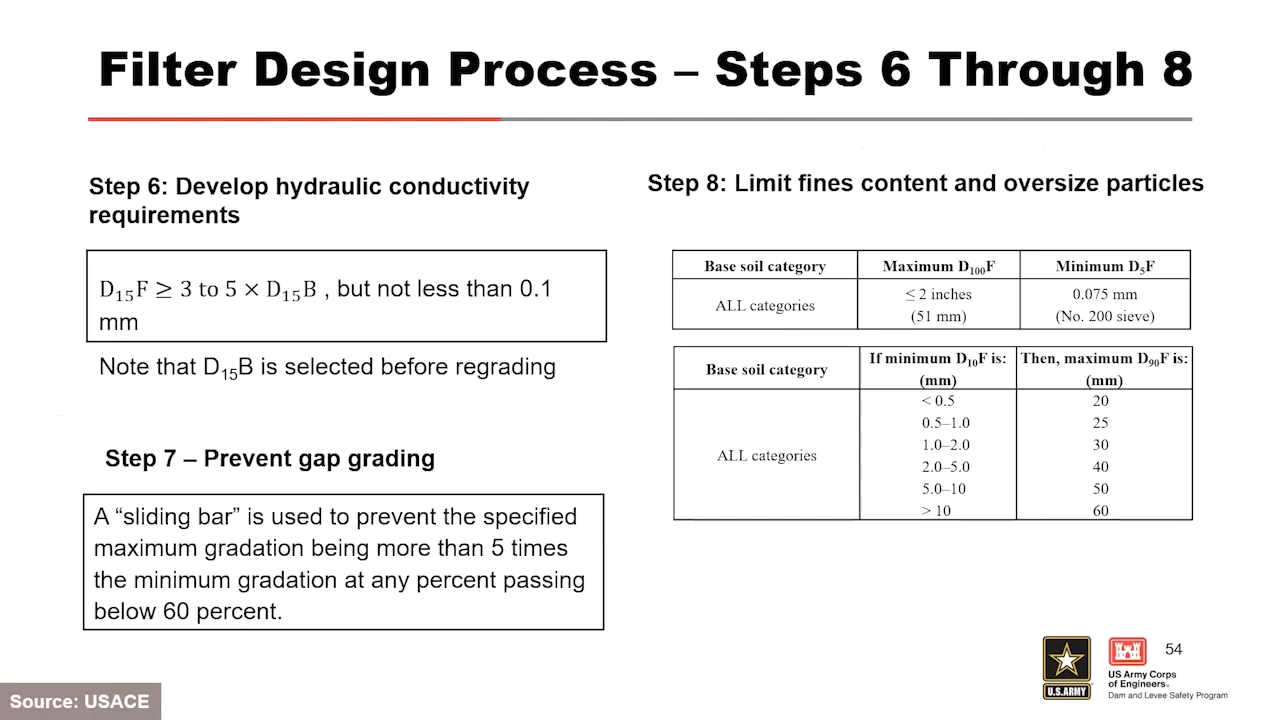 Filter Design Process – Steps 6 Through 8
Step 6: Develop hydraulic conductivity
requirements
D₁₅F ≥ 3 to 5 × D₁₅B , but not less than 0.1
mm
Note that D₁₅B is selected before regrading
Step 7 – Prevent gap grading
A “sliding bar” is used to prevent the specified
maximum gradation being more than 5 times
the minimum gradation at any percent passing
below 60 percent.
Step 8: Limit fines content and oversize particles
Base soil category Maximum D₁₀₀F Minimum D₅F
ALL categories ≤ 2 inches 0.075 mm
(51 mm) (No. 200 sieve)
Base soil category If minimum D₁₀F is: Then, maximum D₉₀F is:
(mm) (mm)
ALL categories
< 0.5 20
0.5–1.0 25
1.0–2.0 30
2.0–5.0 40
5.0–10 50
> 10 60
U.S.ARMY
US Army Corps
of Engineers®
Dam and Levee Safety Program
54
Source: USACE